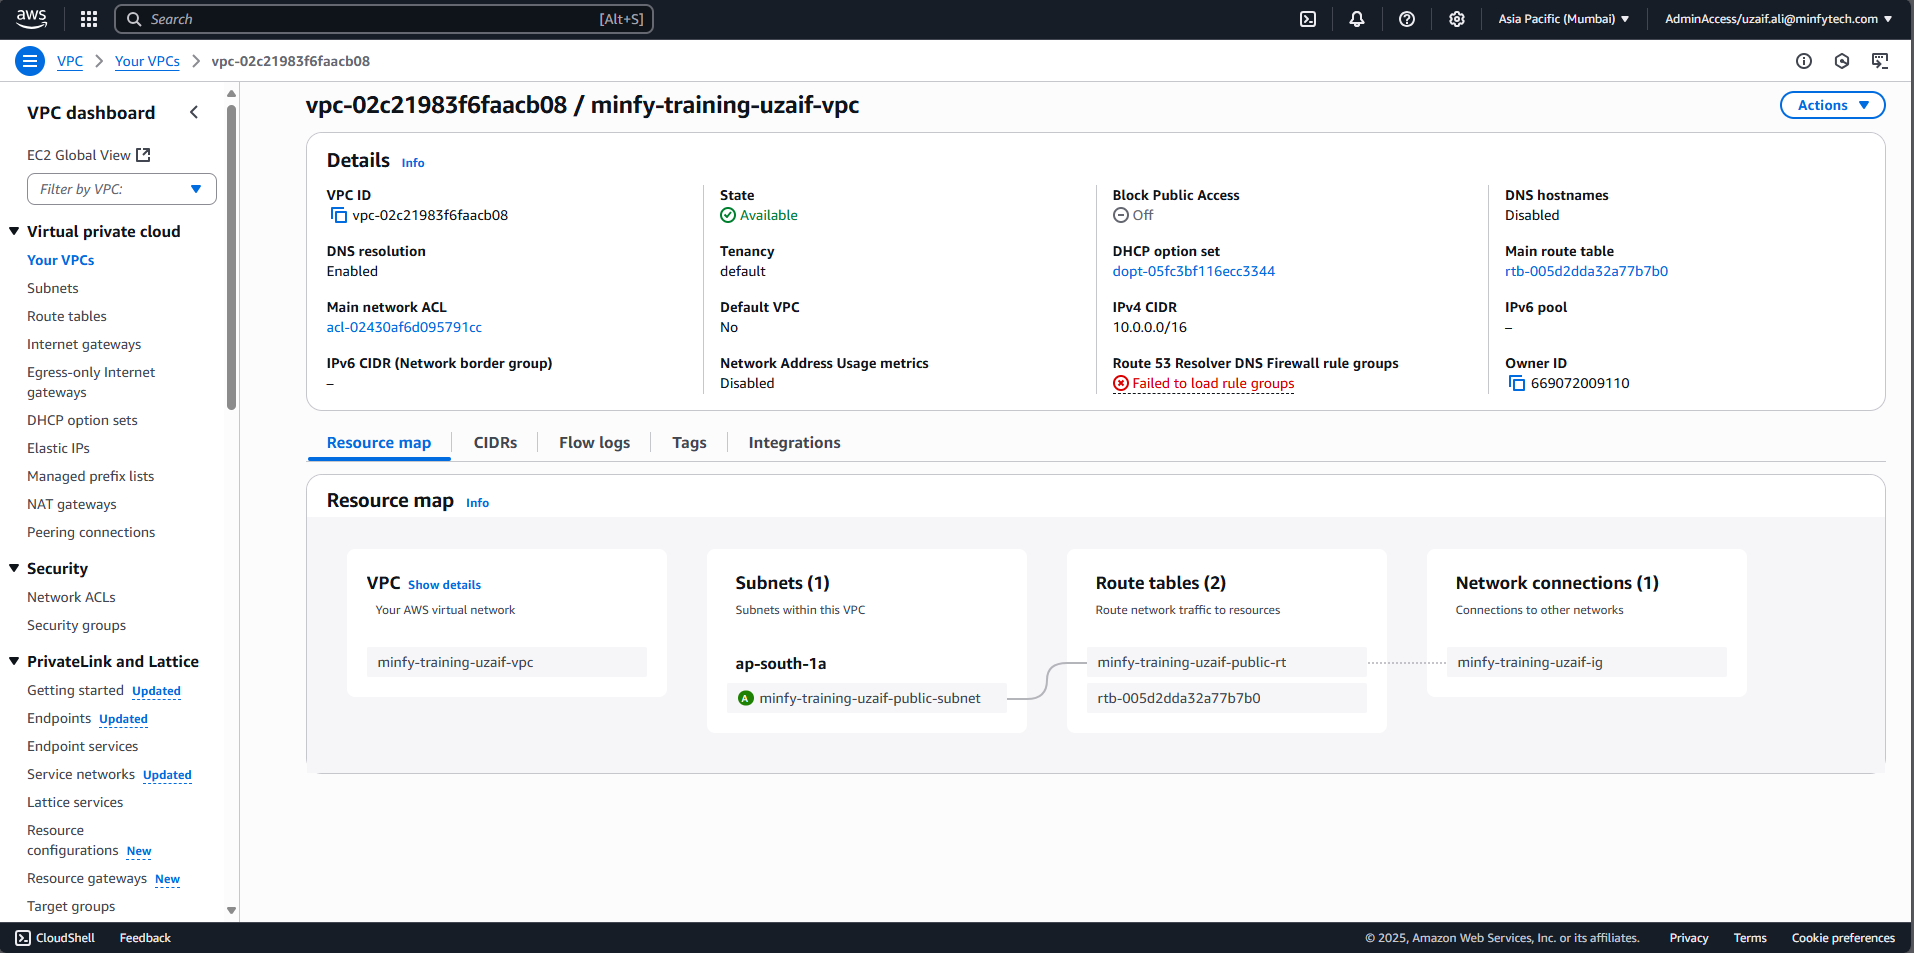 aws
Search [Alt+S]
Asia Pacific (Mumbai)
AdminAccess/uzaif.ali@minfytech.com
VPC
Your VPCs
vpc-02c21983f6faacb08
VPC dashboard
EC2 Global View
Filter by VPC:
Virtual private cloud
Your VPCs
Subnets
Route tables
Internet gateways
Egress-only Internet
gateways
DHCP option sets
Elastic IPs
Managed prefix lists
NAT gateways
Peering connections
Security
Network ACLs
Security groups
PrivateLink and Lattice
Getting started Updated
Endpoints Updated
Endpoint services
Service networks Updated
Lattice services
Resource
configurations New
Resource gateways New
Target groups
vpc-02c21983f6faacb08 / minfy-training-uzaif-vpc
Actions
Details Info
VPC ID
vpc-02c21983f6faacb08
State
Available
Block Public Access
Off
DNS hostnames
Disabled
DNS resolution
Enabled
Tenancy
default
DHCP option set
dopt-05fc3bf116ecc3344
Main route table
rtb-005d2dda32a77b7b0
Main network ACL
acl-02430af6d095791cc
Default VPC
No
IPv4 CIDR
10.0.0.0/16
IPv6 pool
–
IPv6 CIDR (Network border group)
–
Network Address Usage metrics
Disabled
Route 53 Resolver DNS Firewall rule groups
Failed to load rule groups
Owner ID
669072009110
Resource map
CIDRs
Flow logs
Tags
Integrations
Resource map Info
VPC Show details
Your AWS virtual network
minfy-training-uzaif-vpc
Subnets (1)
Subnets within this VPC
ap-south-1a
A minfy-training-uzaif-public-subnet
Route tables (2)
Route network traffic to resources
minfy-training-uzaif-public-rt
rtb-005d2dda32a77b7b0
Network connections (1)
Connections to other networks
minfy-training-uzaif-ig
CloudShell
Feedback
© 2025, Amazon Web Services, Inc. or its affiliates.
Privacy
Terms
Cookie preferences